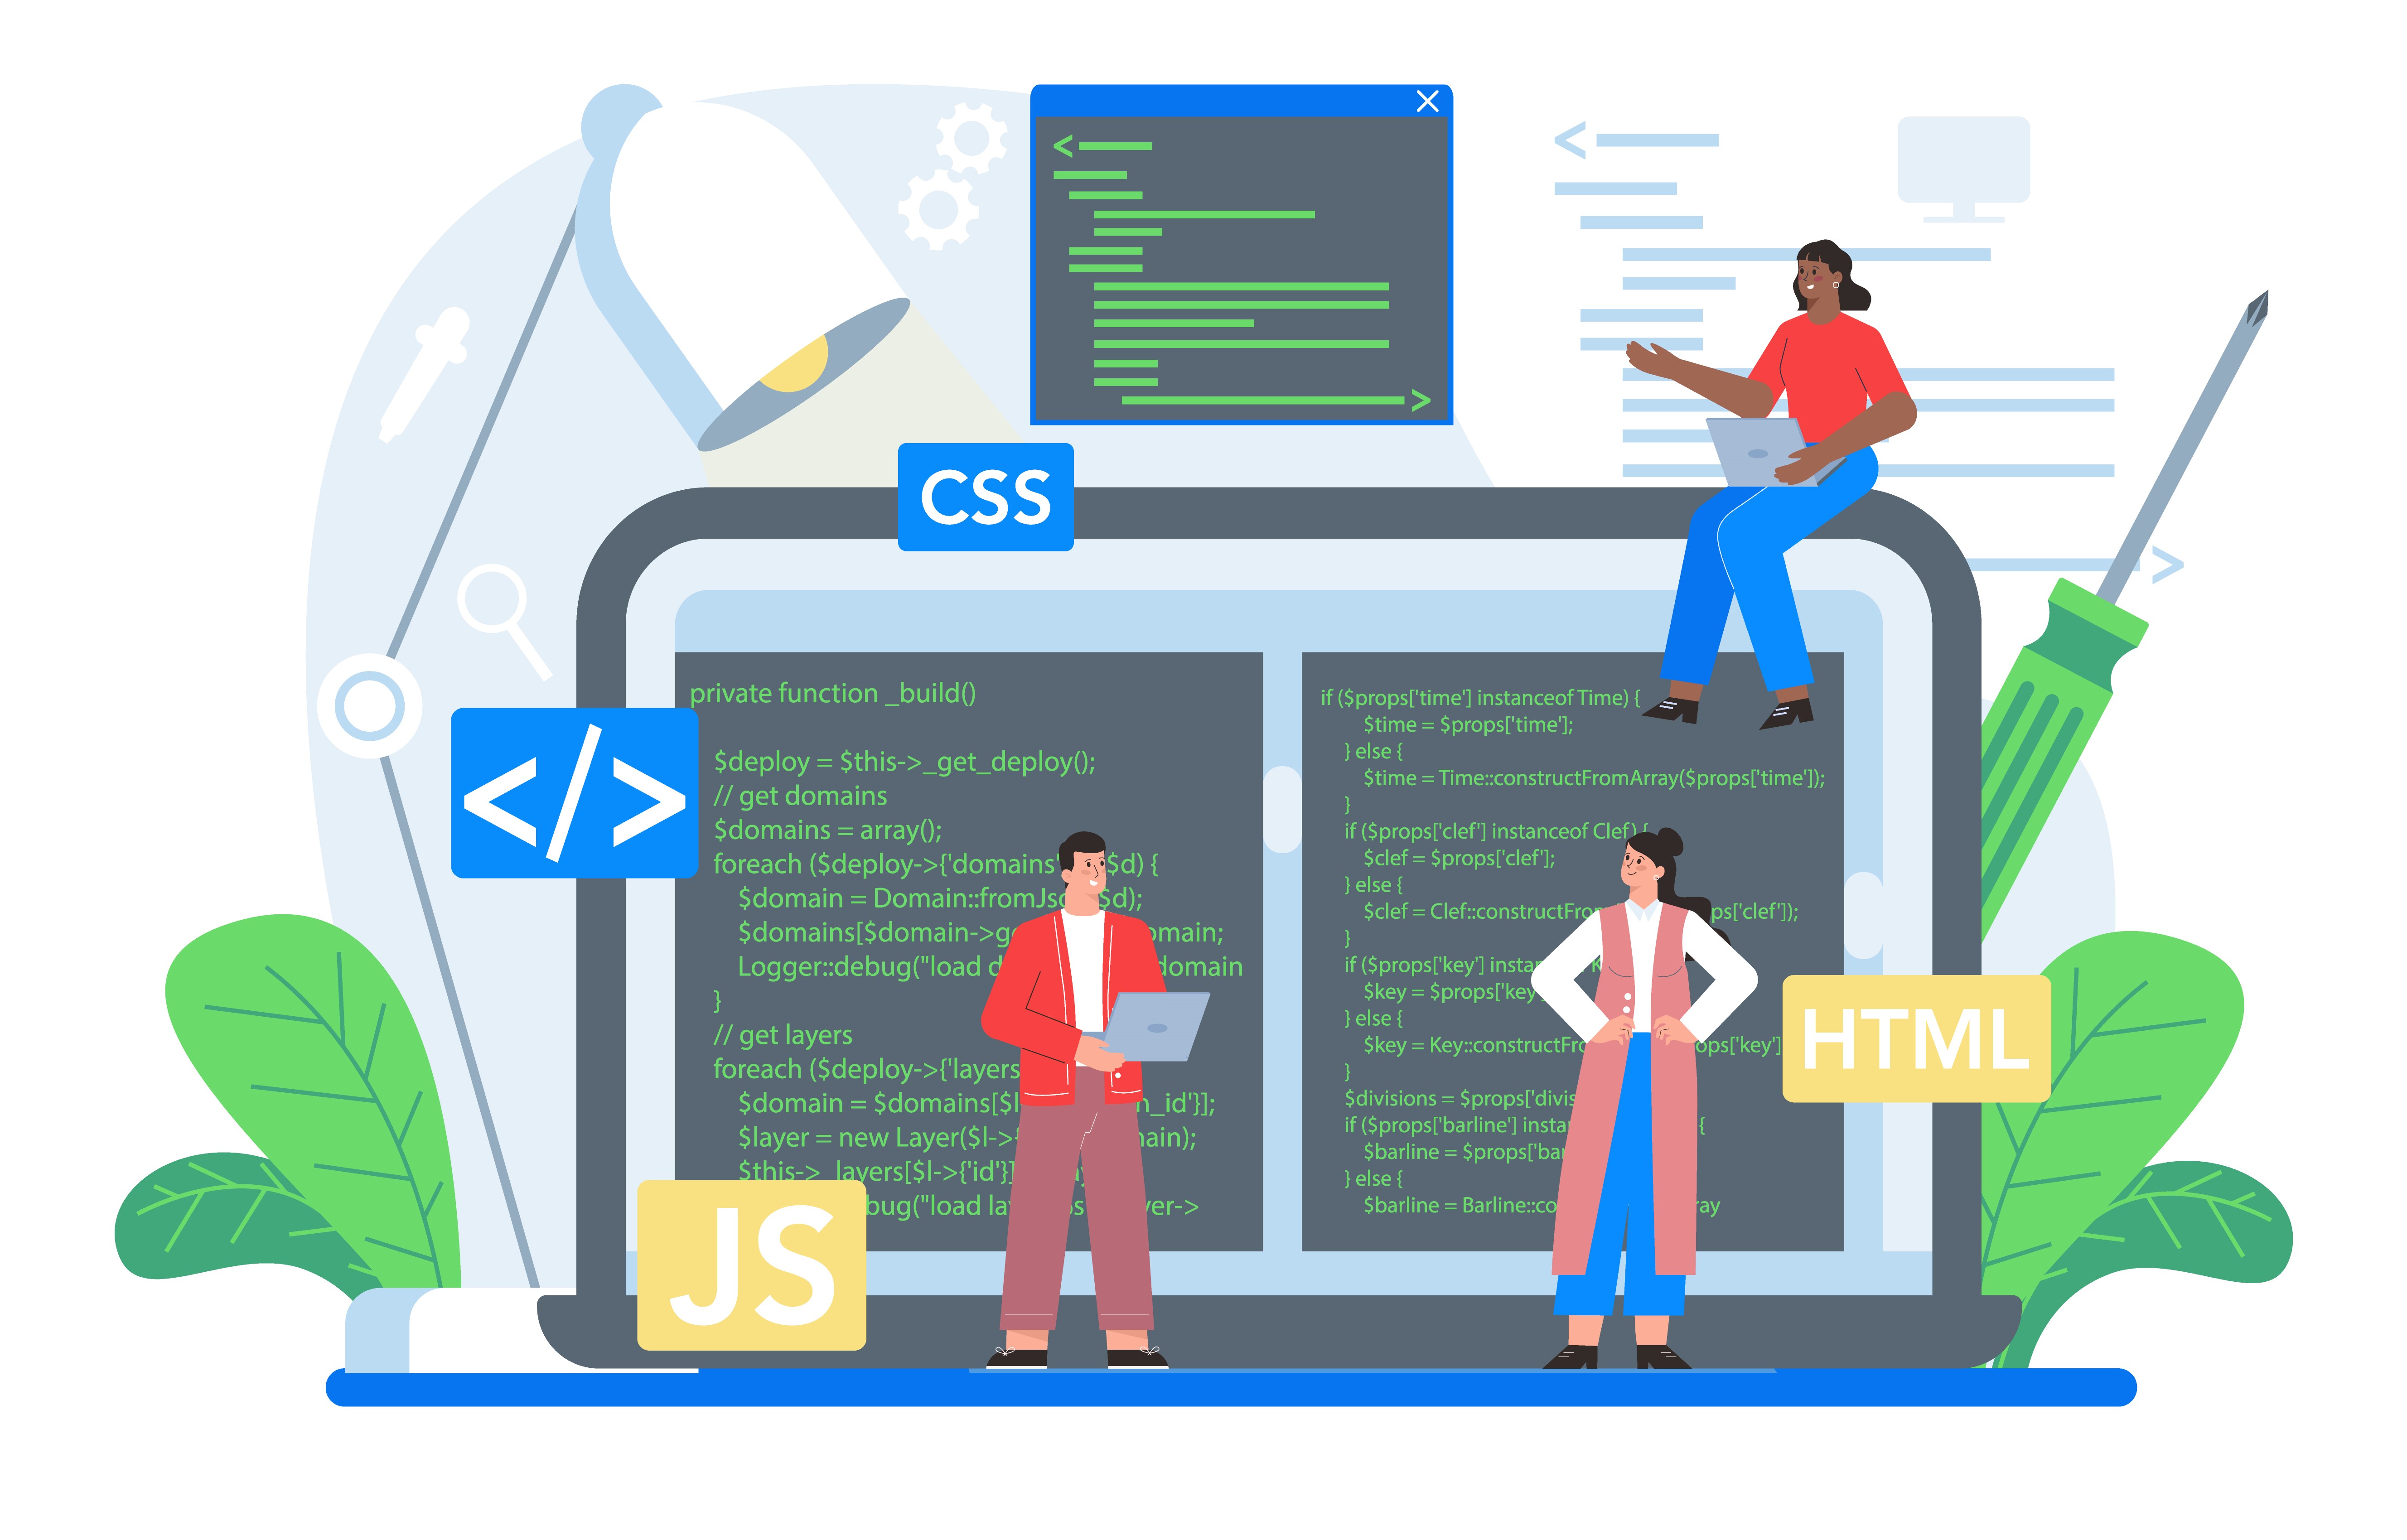 CSS
</>
private function _build()
$deploy = $this->_get_deploy();
// get domains
$domains = array();
foreach ($deploy->{'domains' $d) {
$domain = Domain::fromJso $d);
$domains[$domain->g omain;
Logger::debug("load d domain
}
// get layers
foreach ($deploy->{'layers
$domain = $domains[$l n_id'}];
$layer = new Layer($l-> main);
$this->_layers[$l->{'id'}]
bug("load la yer->
JS
if ($props['time'] instanceof Time) {
$time = $props['time'];
} else {
$time = Time::constructFromArray($props['time']);
}
if ($props['clef'] instanceof Clef) {
$clef = $props['clef'];
} else {
$clef = Clef::constructFro ps['clef']);
}
if ($props['key'] insta
$key = $props['key'
} else {
$key = Key::constructFr ops['key']
}
$divisions = $props['divis
if ($props['barline'] insta {
$barline = $props['ba
} else {
$barline = Barline::co ray
HTML